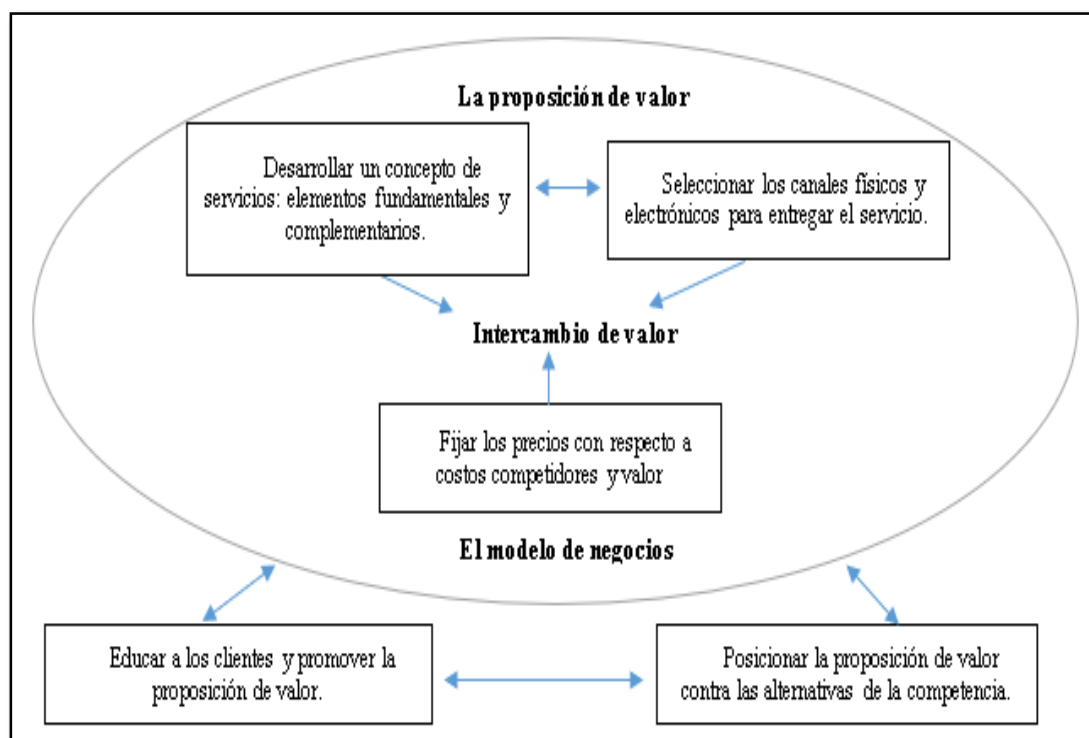 La proposición de valor
Desarrollar un concepto de
servicios: elementos fundamentales y
complementarios.
Seleccionar los canales físicos y
electrónicos para entregar el servicio.
Intercambio de valor
Fijar los precios con respecto a
costos competidores y valor
El modelo de negocios
Educar a los clientes y promover la
proposición de valor.
Posicionar la proposición de valor
contra las alternativas de la competencia.